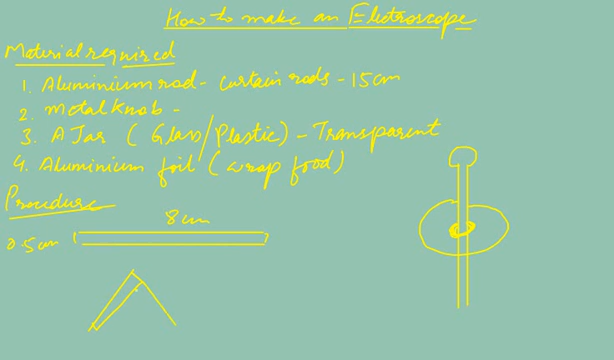 How to make an Electroscope
Material required
1. Aluminium rod - curtain rods - 15cm
2. Metal Knob -
3. A Jar ( Glass/Plastic) - Transparent
4. Aluminium foil ( wrap food)
Procedure
8cm
0.5cm